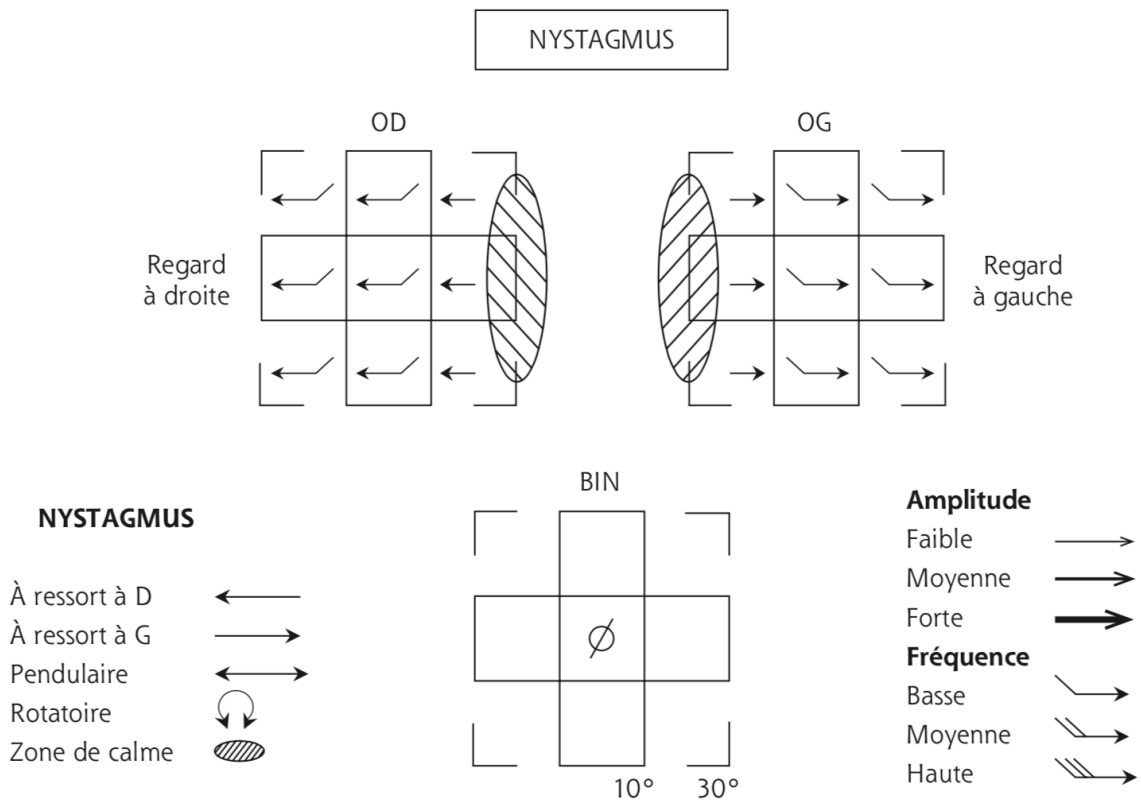 NYSTAGMUS
OD
OG
Regard
à droite
Regard
à gauche
BIN
10° 30°
NYSTAGMUS
À ressort à D
À ressort à G
Pendulaire
Rotatoire
Zone de calme
Amplitude
Faible
Moyenne
Forte
Fréquence
Basse
Moyenne
Haute